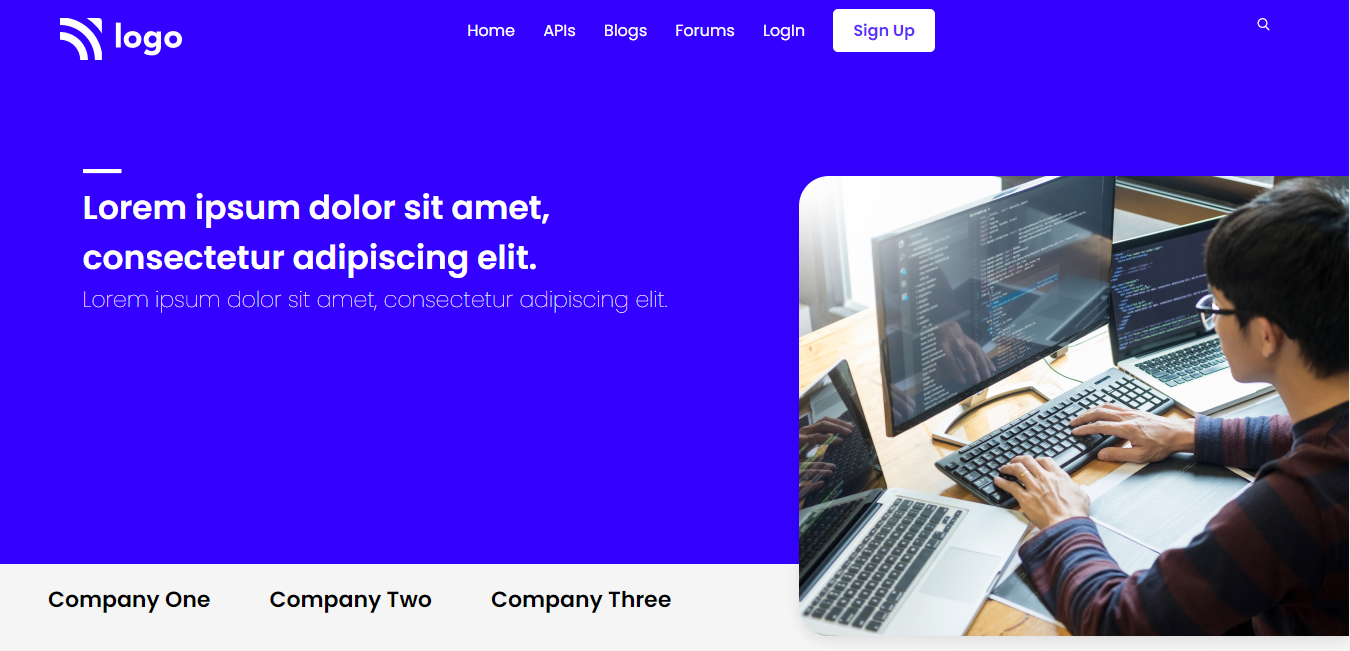 logo
Home APIs Blogs Forums LogIn Sign Up
Lorem ipsum dolor sit amet,
consectetur adipiscing elit.
Lorem ipsum dolor sit amet, consectetur adipiscing elit.
Company One Company Two Company Three